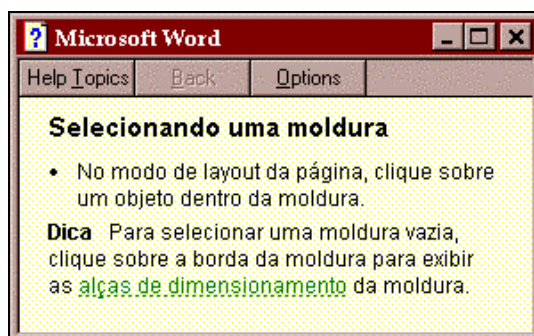 Microsoft Word
Help Topics Back Options
Selecionando uma moldura
• No modo de layout da página, clique sobre
um objeto dentro da moldura.
Dica Para selecionar uma moldura vazia,
clique sobre a borda da moldura para exibir
as alças de dimensionamento da moldura.